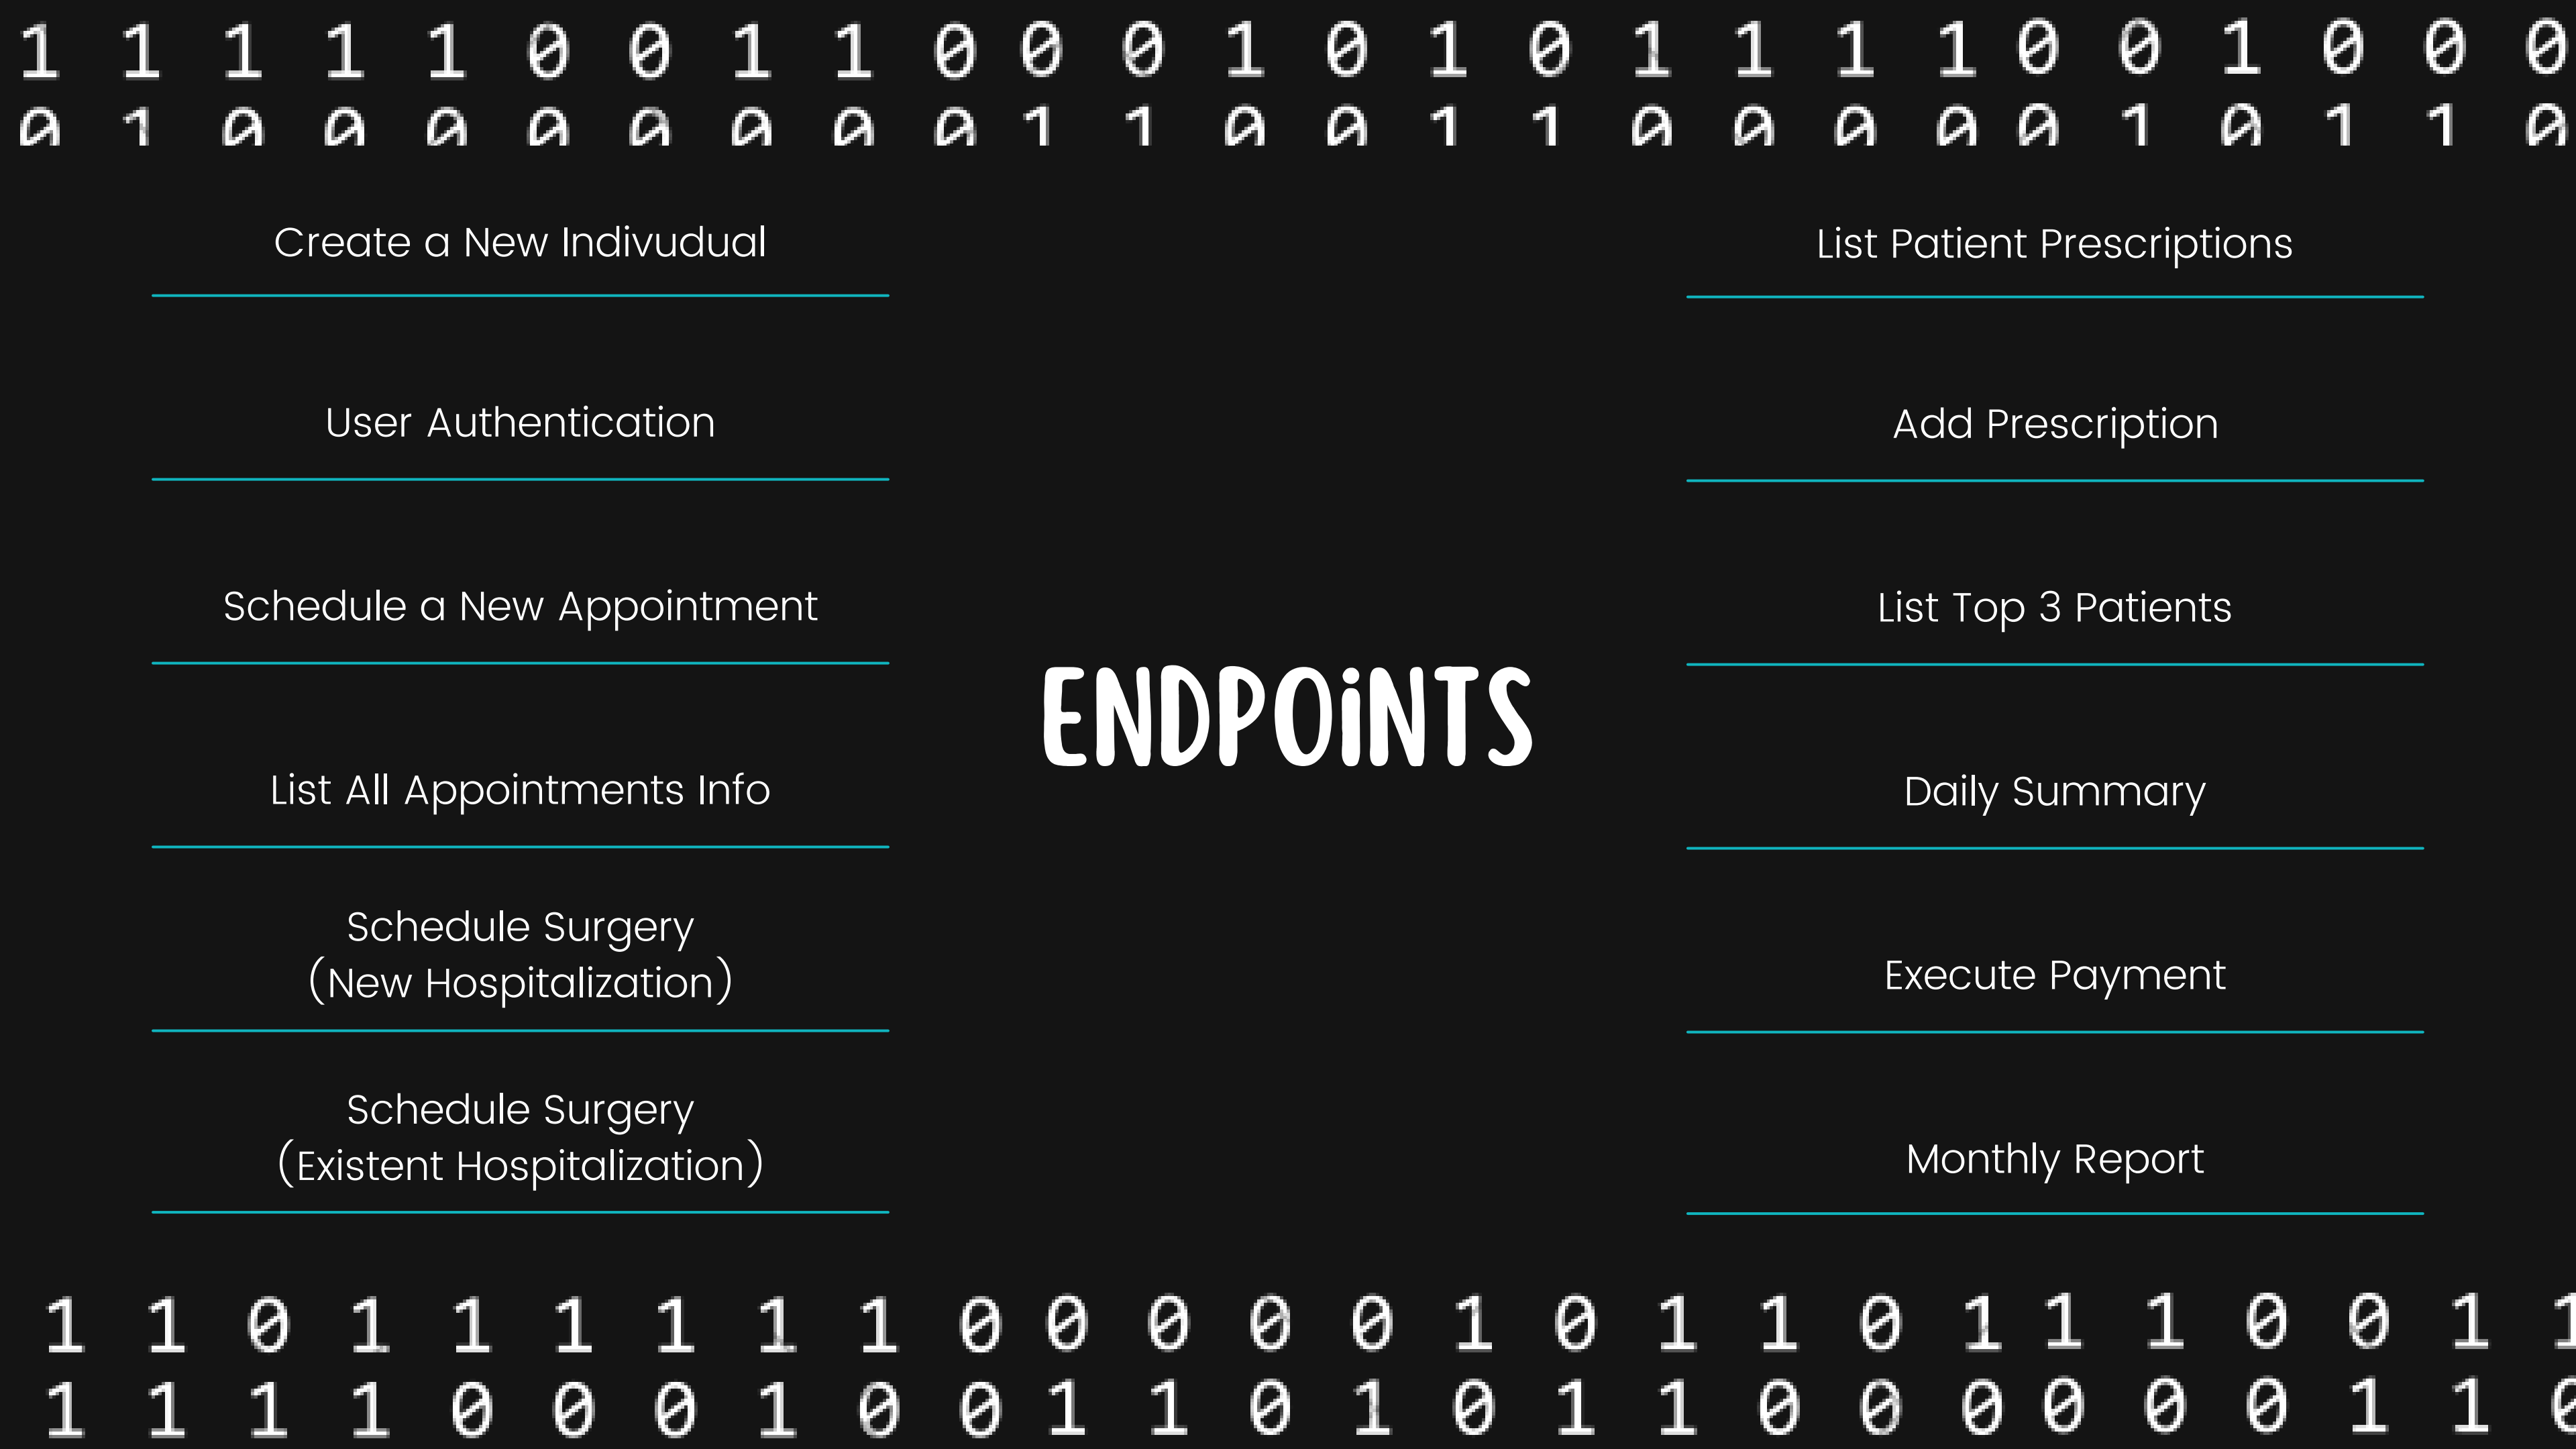 1 1 1 1 1 0 0 1 1 0 0 0 1 0 1 0 1 1 1 1 0 0 1 0 0 0
0 1 0 0 0 0 0 0 0 0 1 1 0 0 1 1 0 0 0 0 0 1 0 1 1 0
Create a New Indivudual
User Authentication
Schedule a New Appointment
List All Appointments Info
Schedule Surgery
(New Hospitalization)
Schedule Surgery
(Existent Hospitalization)
ENDPOiNTS
List Patient Prescriptions
Add Prescription
List Top 3 Patients
Daily Summary
Execute Payment
Monthly Report
1 1 0 1 1 1 1 1 1 0 0 0 0 0 1 0 1 1 0 1 1 1 0 0 1 1
1 1 1 1 0 0 0 1 0 0 1 1 0 1 0 1 1 0 0 0 0 0 0 1 1 0